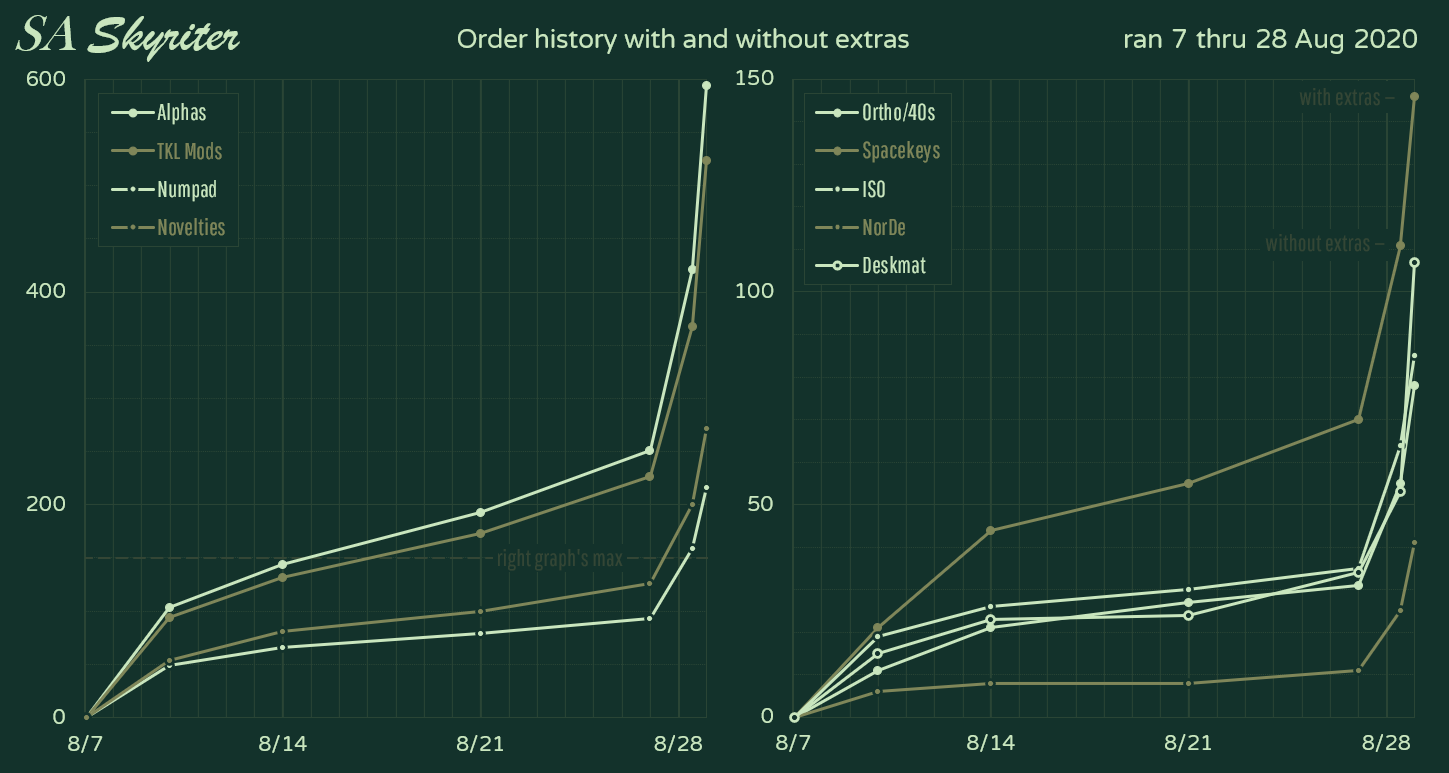 SA Skyriter
Order history with and without extras
ran 7 thru 28 Aug 2020
600
400
200
0
8/7
8/14
8/21
8/28
Alphas
TKL Mods
Numpad
Novelties
right graph's max
150
100
50
0
8/7
8/14
8/21
8/28
Ortho/40s
Spacekeys
ISO
NorDe
Deskmat
with extras –
without extras –